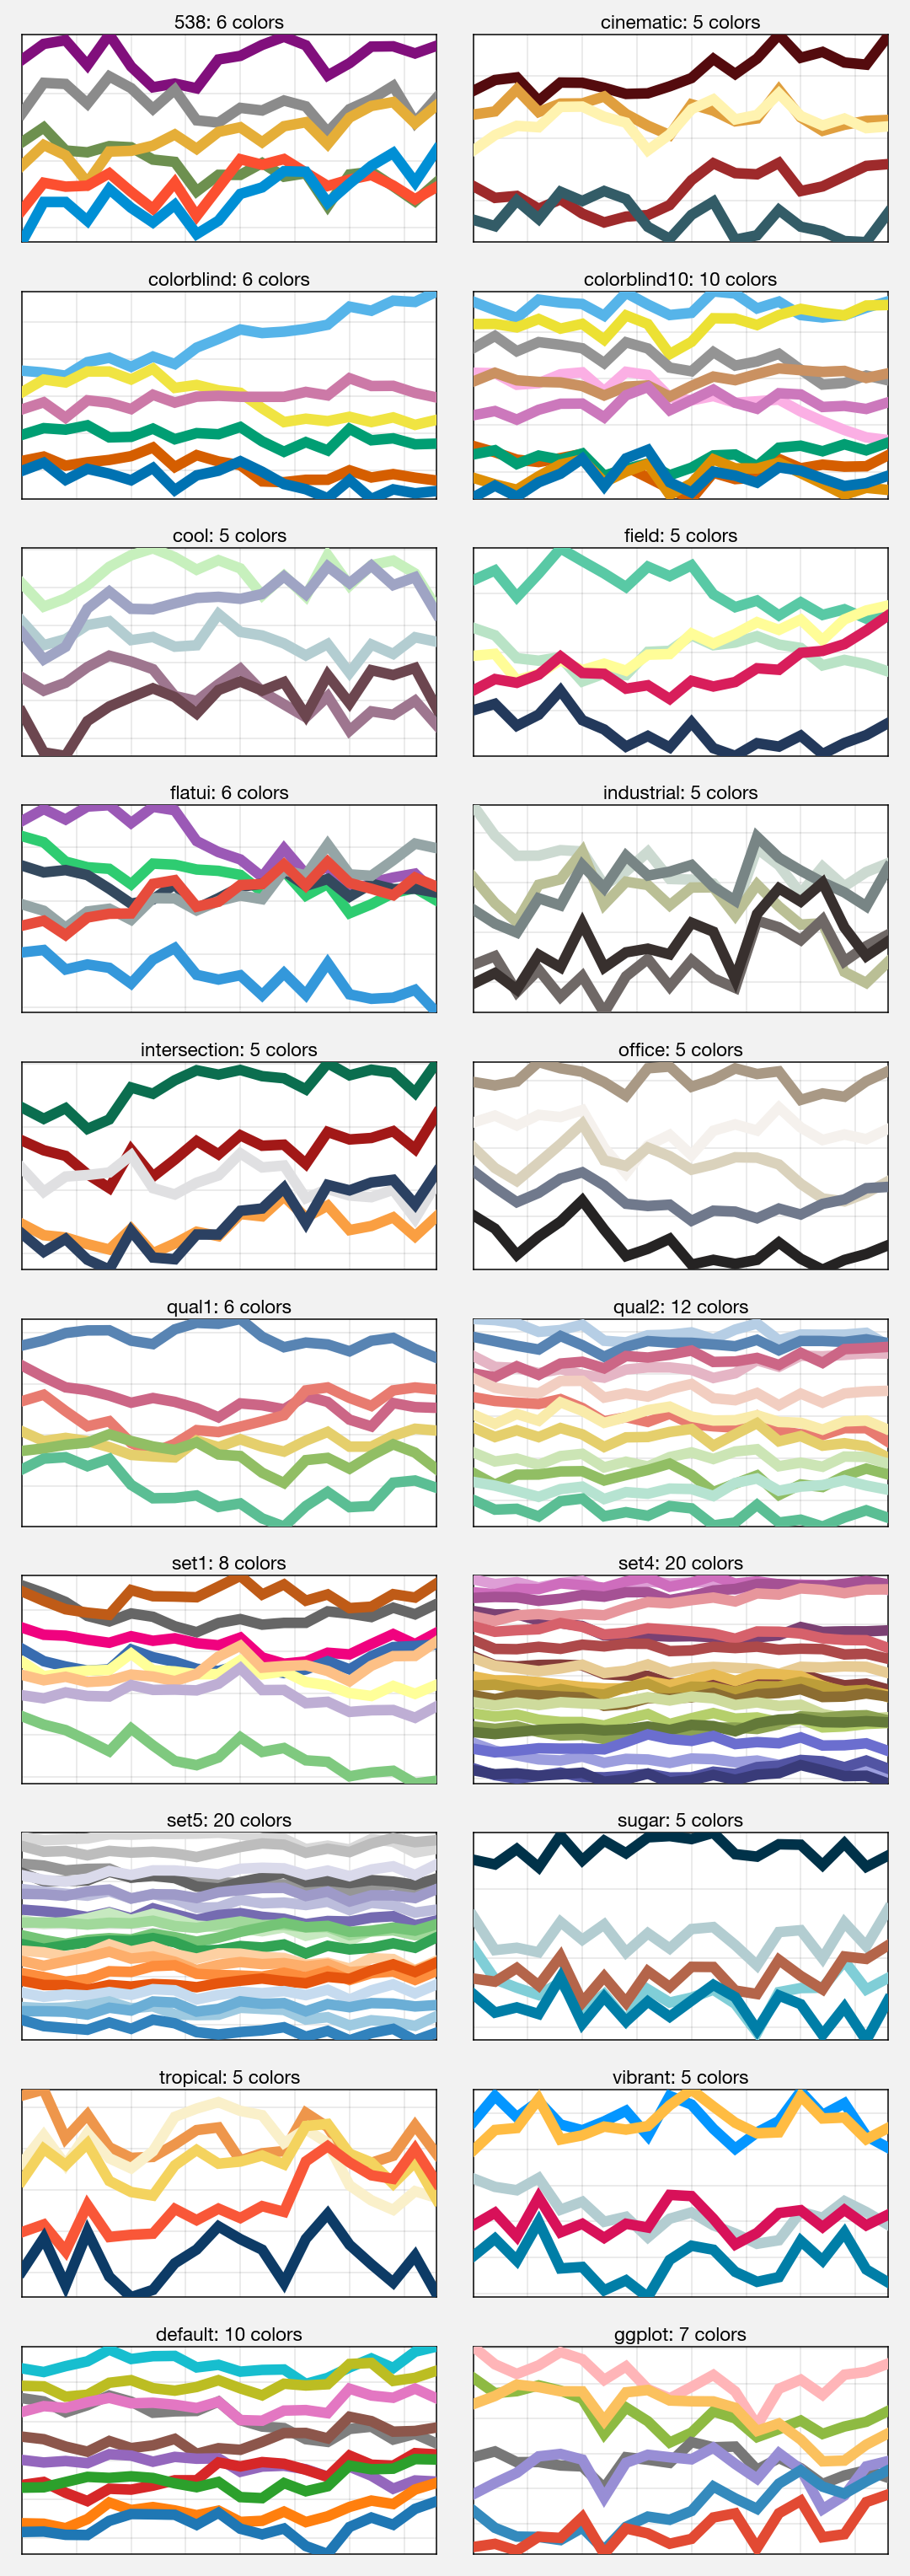 538: 6 colors
cinematic: 5 colors
colorblind: 6 colors
colorblind10: 10 colors
cool: 5 colors
field: 5 colors
flatui: 6 colors
industrial: 5 colors
intersection: 5 colors
office: 5 colors
qual1: 6 colors
qual2: 12 colors
set1: 8 colors
set4: 20 colors
set5: 20 colors
sugar: 5 colors
tropical: 5 colors
vibrant: 5 colors
default: 10 colors
ggplot: 7 colors